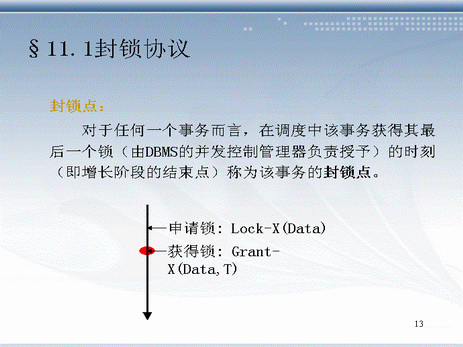 §11.1封锁协议
封锁点：
对于任何一个事务而言，在调度中该事务获得其最
后一个锁（由DBMS的并发控制管理器负责授予）的时刻
（即增长阶段的结束点）称为该事务的封锁点。
申请锁: Lock-X(Data)
获得锁: Grant-
X(Data,T)
13